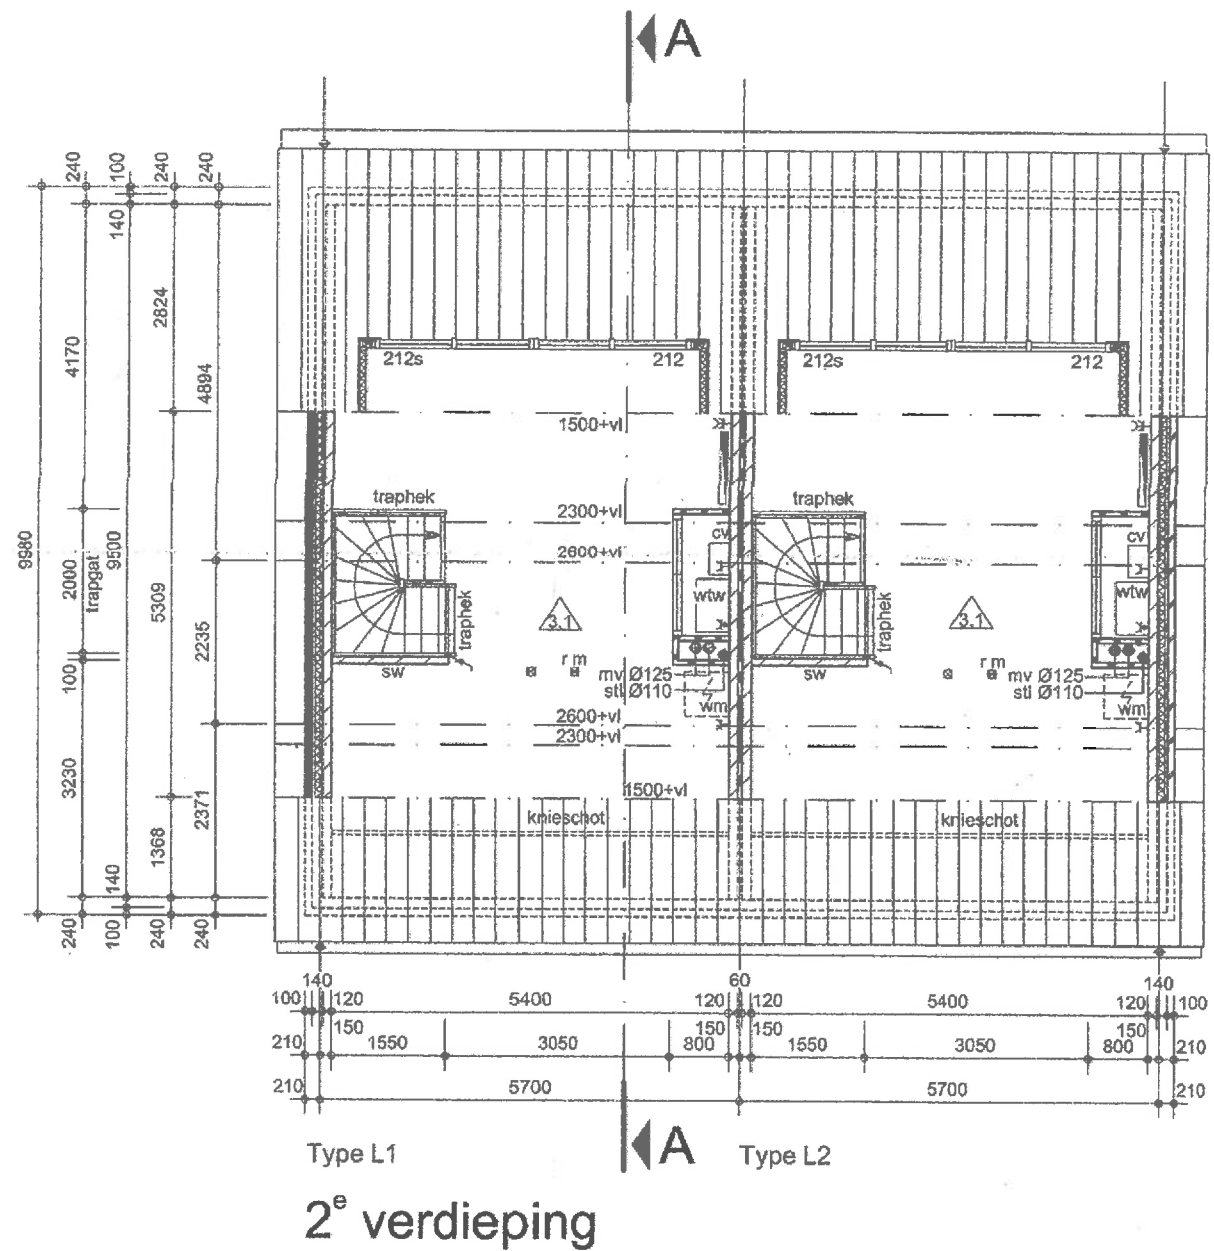 A
240 100 240 240
140
2824
4170
4894
212s 212 212s 212
1500+vl
traphek traphek
2300+vl
cv cv
2600+vl
9980
2000
trapgat
9500
5309
2235
wtw wtw
3.1 3.1
traphek traphek
100
sw sw
r m r m
mv Ø125 mv Ø125
stl Ø110 stl Ø110
wm wm
2600+vl
2300+vl
3230
2371
1500+vl
1368
knieschot knieschot
140
240 100 240 240
140 60 140
100 120 5400 120 120 5400 120 100
150 150 150 150
210 1550 3050 800 1550 3050 800 210
210 5700 5700 210
Type L1 A Type L2
2e verdieping